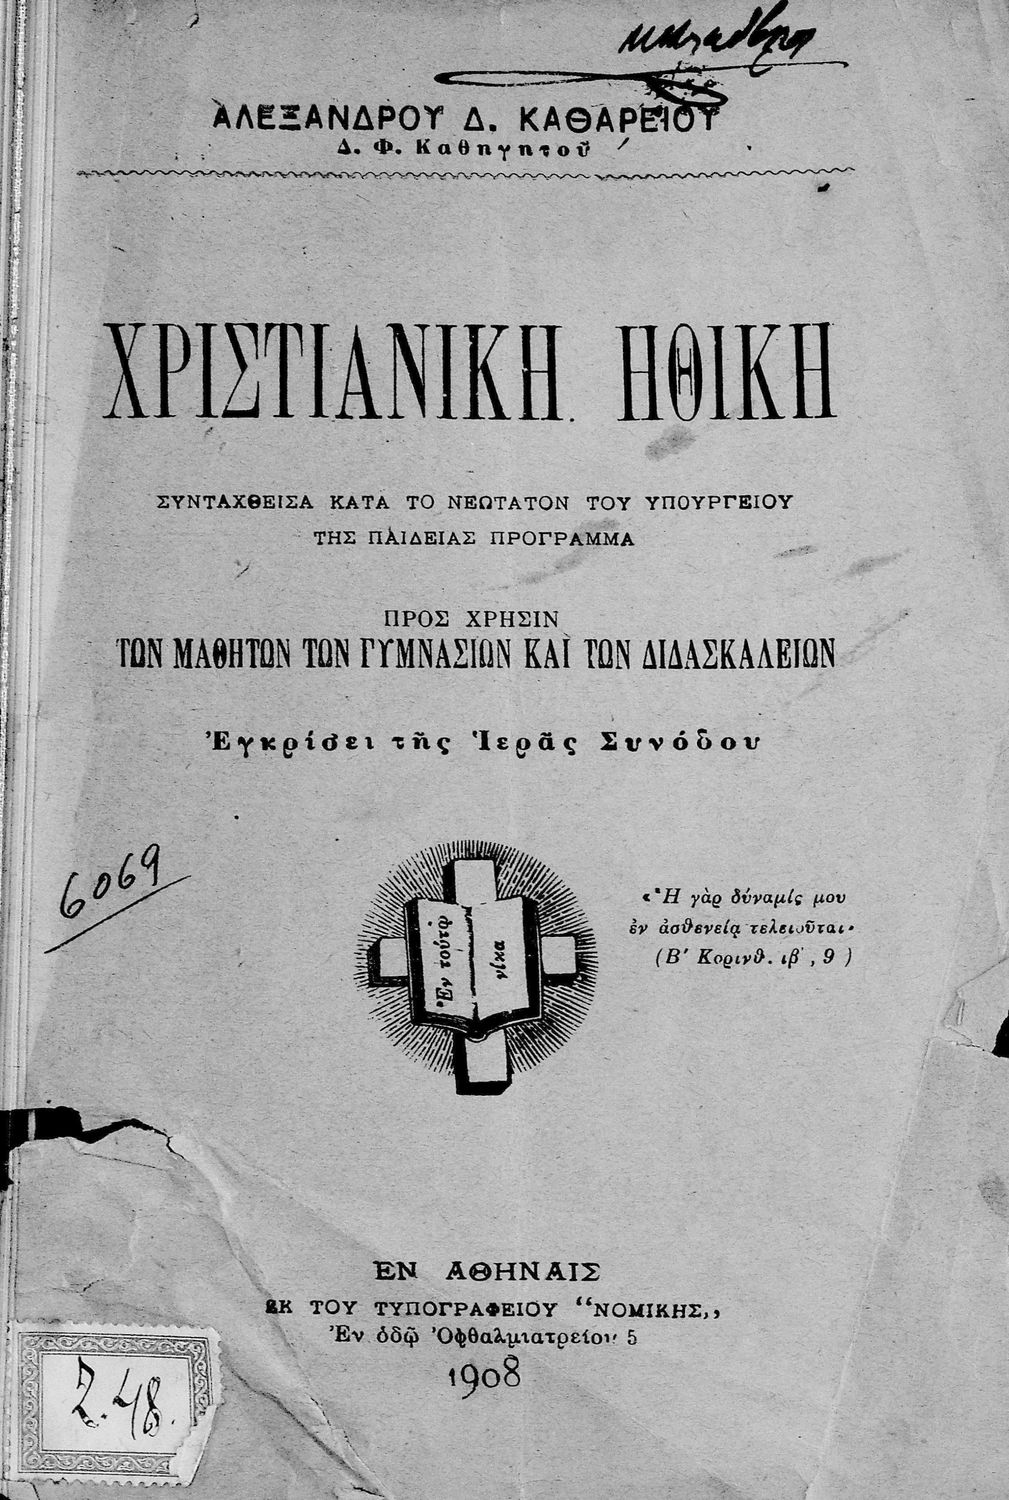 ΑΛΕΞΑΝΔΡΟΥ Δ. ΚΑΘΑΡΕΙΟΥ
Δ. Φ. Καθηγητοῦ
ΧΡΙΣΤΙΑΝΙΚΗ ΗΘΙΚΗ
ΣΥΝΤΑΧΘΕΙΣΑ ΚΑΤΑ ΤΟ ΝΕΩΤΑΤΟΝ ΤΟΥ ΥΠΟΥΡΓΕΙΟΥ
ΤΗΣ ΠΑΙΔΕΙΑΣ ΠΡΟΓΡΑΜΜΑ
ΠΡΟΣ ΧΡΗΣΙΝ
ΤΩΝ ΜΑΘΗΤΩΝ ΤΩΝ ΓΥΜΝΑΣΙΩΝ ΚΑΙ ΤΩΝ ΔΙΔΑΣΚΑΛΕΙΩΝ
Ἐγκρίσει τῆς Ἱερᾶς Συνόδου
6069
Ἐν τούτῳ
νίκα
«Ἡ γὰρ δύναμίς μου
ἐν ἀσθενείᾳ τελειοῦται»
(Β' Κορινθ. ιβ', 9 )
ΕΝ ΑΘΗΝΑΙΣ
ΕΚ ΤΟΥ ΤΥΠΟΓΡΑΦΕΙΟΥ “ΝΟΜΙΚΗΣ,,
Ἐν ὁδῷ Ὀφθαλμιατρείου 5
1908
2.48.